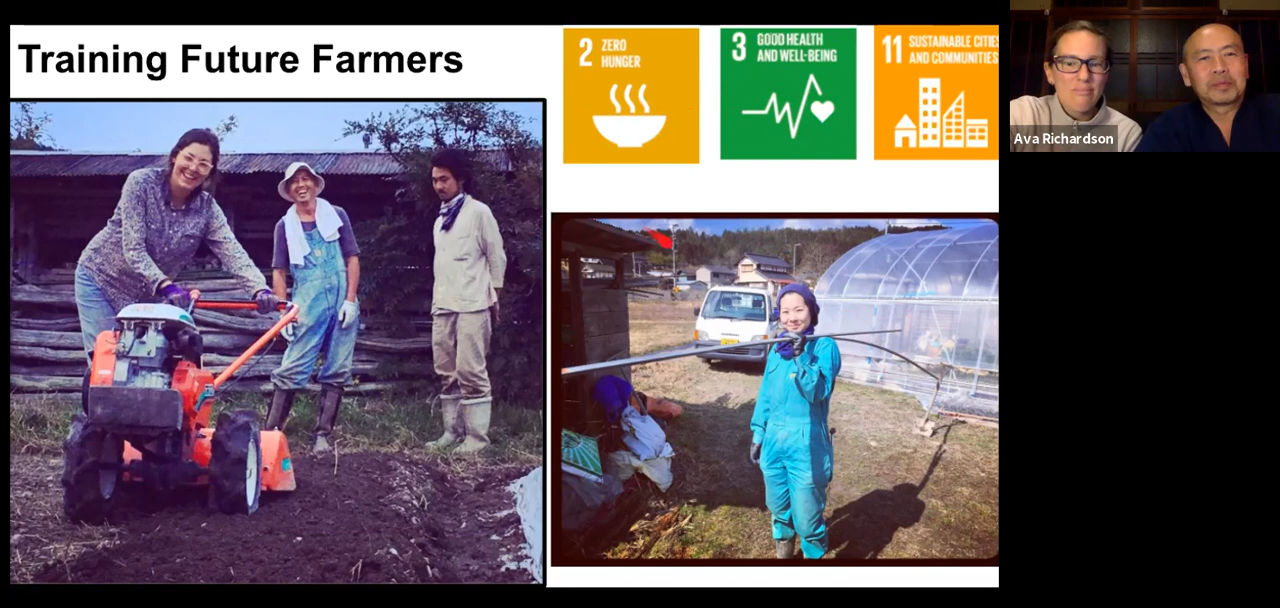 Training Future Farmers
2 ZERO
HUNGER
3 GOOD HEALTH
AND WELL-BEING
11 SUSTAINABLE CITIES
AND COMMUNITIES
Ava Richardson